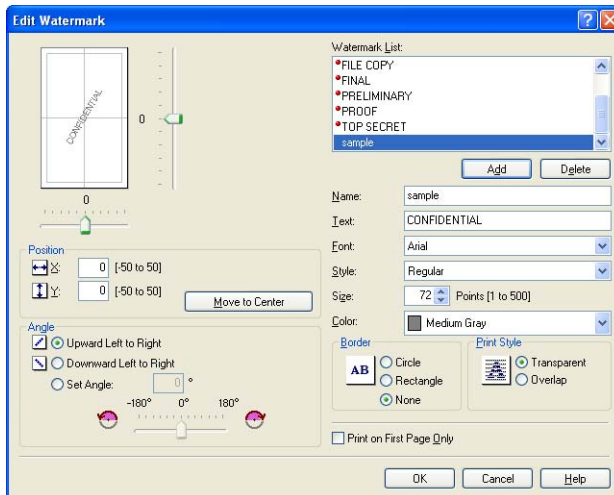 Edit Watermark
CONFIDENTIAL
0
0
Position
X: 0 [-50 to 50]
Y: 0 [-50 to 50]
Move to Center
Angle
Upward Left to Right
Downward Left to Right
Set Angle: 0 °
-180° 0° 180°
Watermark List:
FILE COPY
FINAL
PRELIMINARY
PROOF
TOP SECRET
sample
Add Delete
Name: sample
Text: CONFIDENTIAL
Font: Arial
Style: Regular
Size: 72 Points [1 to 500]
Color: Medium Gray
Border
AB
Circle
Rectangle
None
Print Style
A
Transparent
Overlap
Print on First Page Only
OK Cancel Help